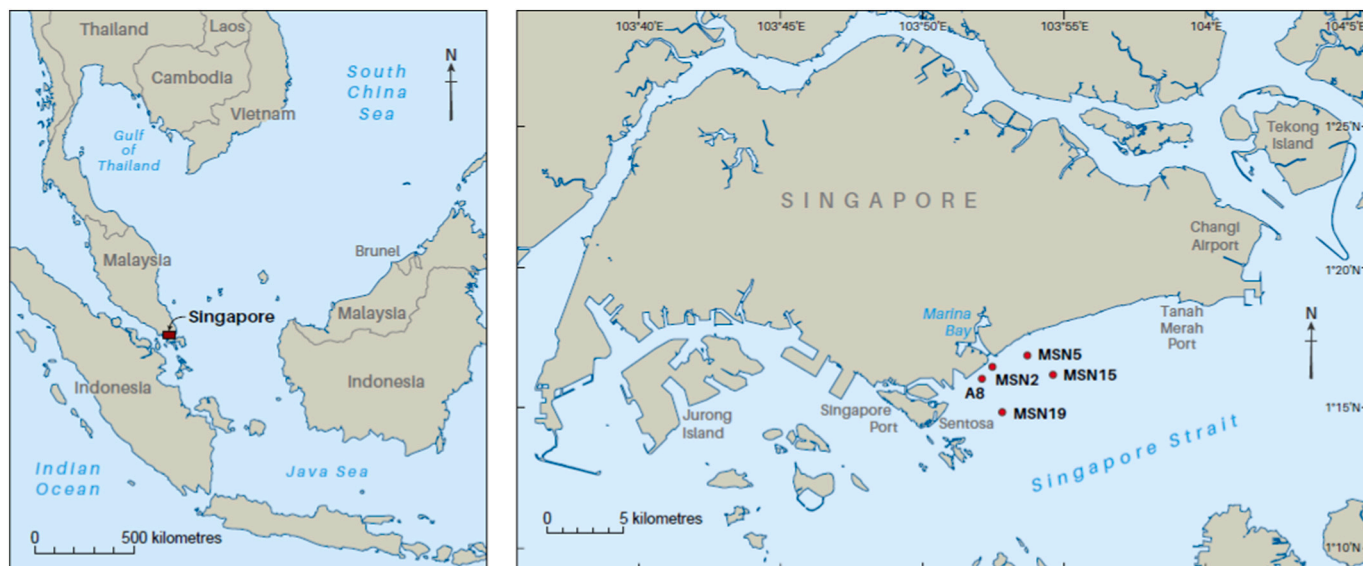 Thailand
Laos
Cambodia
Vietnam
South
China
Sea
N
Gulf
of
Thailand
Brunel
Malaysia
Malaysia
Singapore
Indonesia
Indonesia
Indian
Ocean
Java Sea
0 500 kilometres
103°40'E 103°45'E 103°50'E 103°55'E 104°E 104°5'E
1°25'N
Tekong
Island
SINGAPORE
Changi
Airport
1°20'N
Marina
Bay
Tanah
Merah
Port
N
MSN5
MSN2
MSN15
A8
MSN19
1°15'N
Jurong
Island
Singapore
Port
Sentosa
Singapore Strait
0 5 kilometres
1°10'N